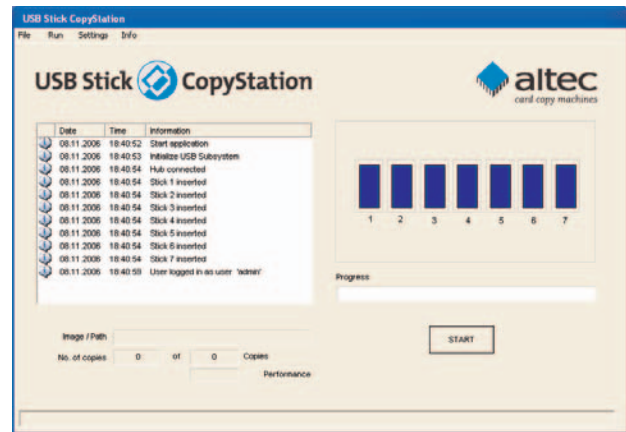 USB Stick CopyStation
File Run Settings Info
USB Stick CopyStation
altec
card copy machines
Date Time Information
08.11.2006 18:40:52 Start application
08.11.2006 18:40:53 Initialize USB Subsystem
08.11.2006 18:40:54 Hub connected
08.11.2006 18:40:54 Stick 1 inserted
08.11.2006 18:40:54 Stick 2 inserted
08.11.2006 18:40:54 Stick 3 inserted
08.11.2006 18:40:54 Stick 4 inserted
08.11.2006 18:40:54 Stick 5 inserted
08.11.2006 18:40:54 Stick 6 inserted
08.11.2006 18:40:54 Stick 7 inserted
08.11.2006 18:40:59 User logged in as user 'admin'
1 2 3 4 5 6 7
Progress
Image / Path
No. of copies 0 of 0 Copies
Performance
START